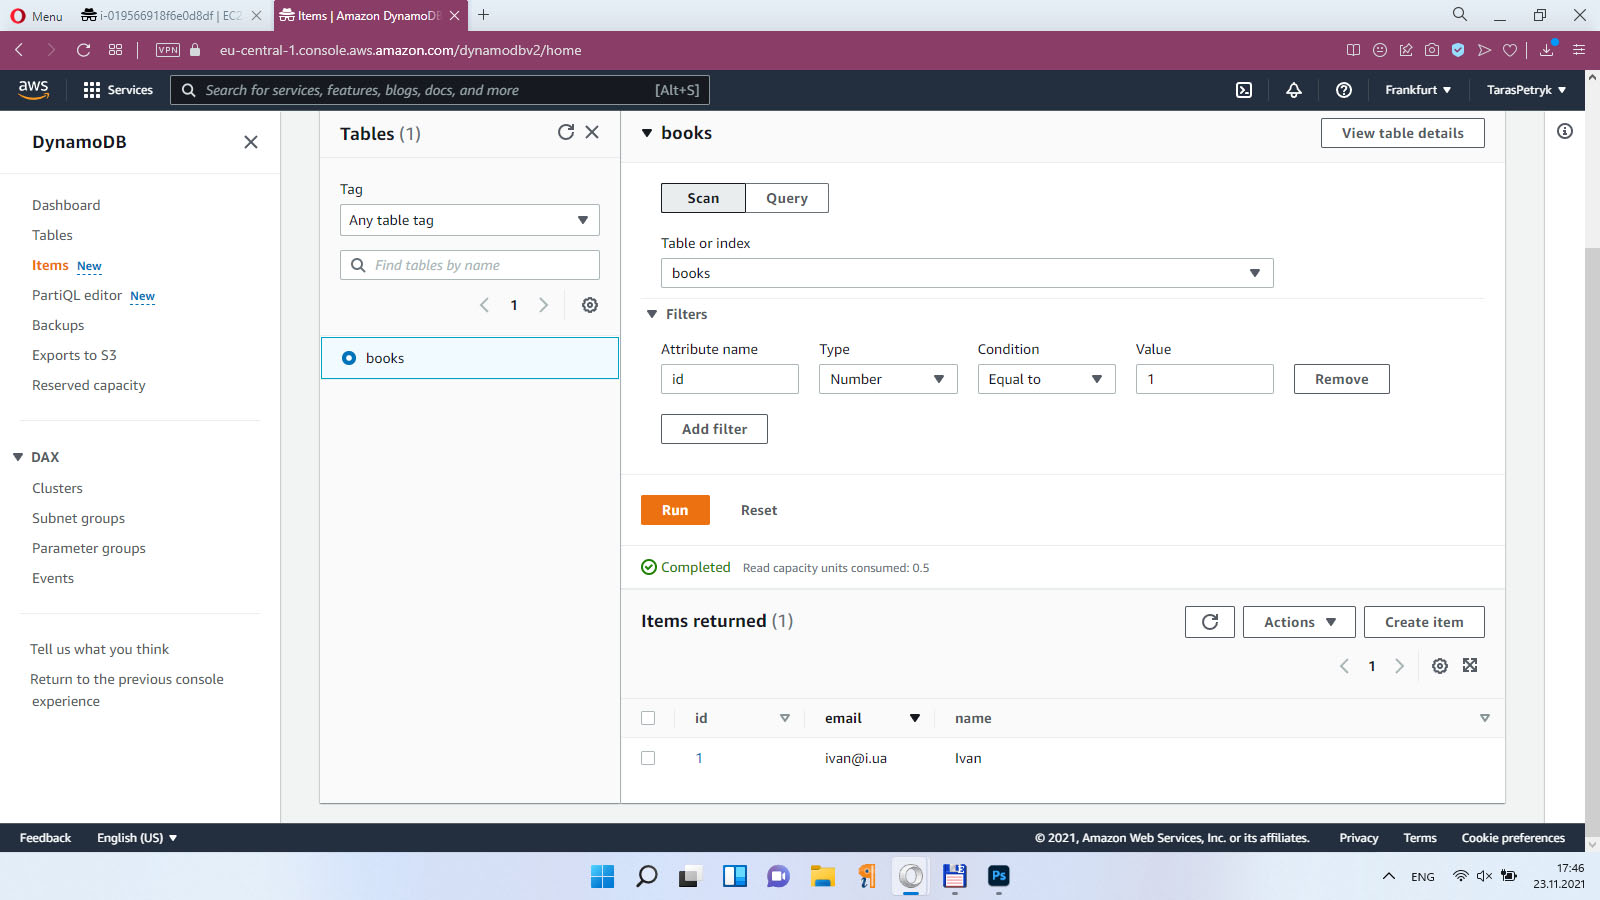 Menu
i-019566918f6e0d8df | EC2
Items | Amazon DynamoDB
VPN
eu-central-1.console.aws.amazon.com/dynamodbv2/home
aws
Services
Search for services, features, blogs, docs, and more
[Alt+S]
Frankfurt
TarasPetryk
DynamoDB
Dashboard
Tables
Items New
PartiQL editor New
Backups
Exports to S3
Reserved capacity
DAX
Clusters
Subnet groups
Parameter groups
Events
Tell us what you think
Return to the previous console
experience
Tables (1)
Tag
Any table tag
Find tables by name
1
books
books
View table details
Scan
Query
Table or index
books
Filters
Attribute name Type Condition Value
id Number Equal to 1 Remove
Add filter
Run Reset
Completed Read capacity units consumed: 0.5
Items returned (1)
Actions
Create item
1
id email name
1 ivan@i.ua Ivan
Feedback English (US)
© 2021, Amazon Web Services, Inc. or its affiliates. Privacy Terms Cookie preferences
Ps
ENG
17:46
23.11.2021